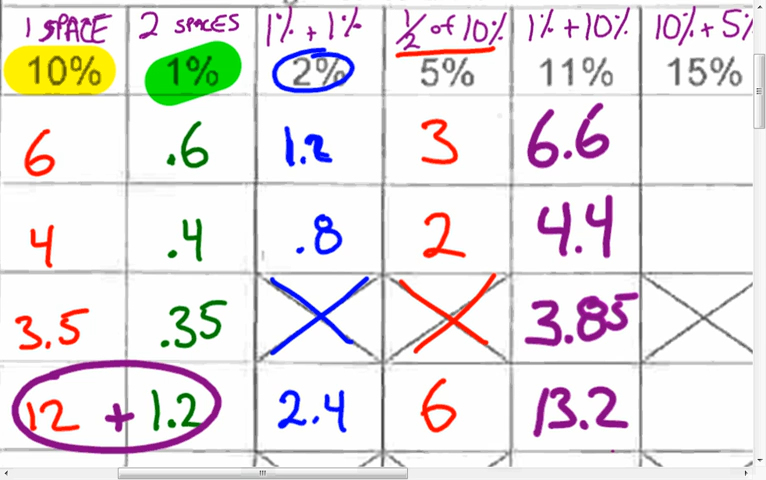 1 SPACE 2 SPACES 1% + 1% 1/2 of 10% 1% + 10% 10% + 5%
10% 1% 2% 5% 11% 15%
6 .6 1.2 3 6.6
4 .4 .8 2 4.4
3.5 .35 3.85
12 + 1.2 2.4 6 13.2